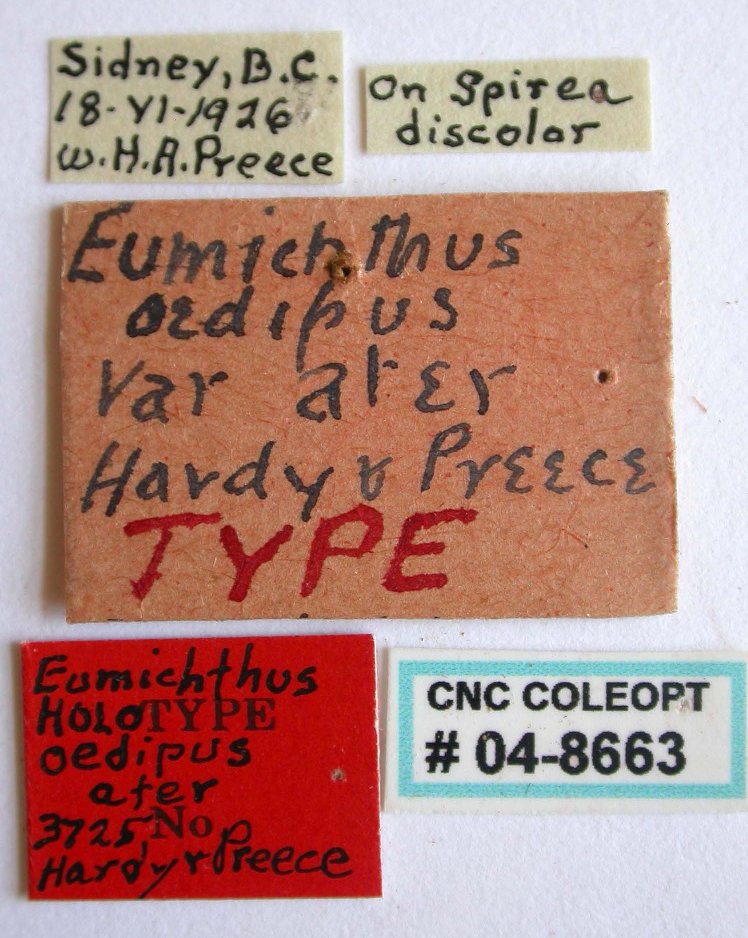 Sidney, B.C.
18-VI-1926
W.H.A. Preece
On Spirea
discolor
Eumichthus
oedipus
Var ater
Hardy & Preece
TYPE
Eumichthus
HOLOTYPE
oedipus
ater
3725, No
Hardy & Preece
CNC COLEOPT
# 04-8663